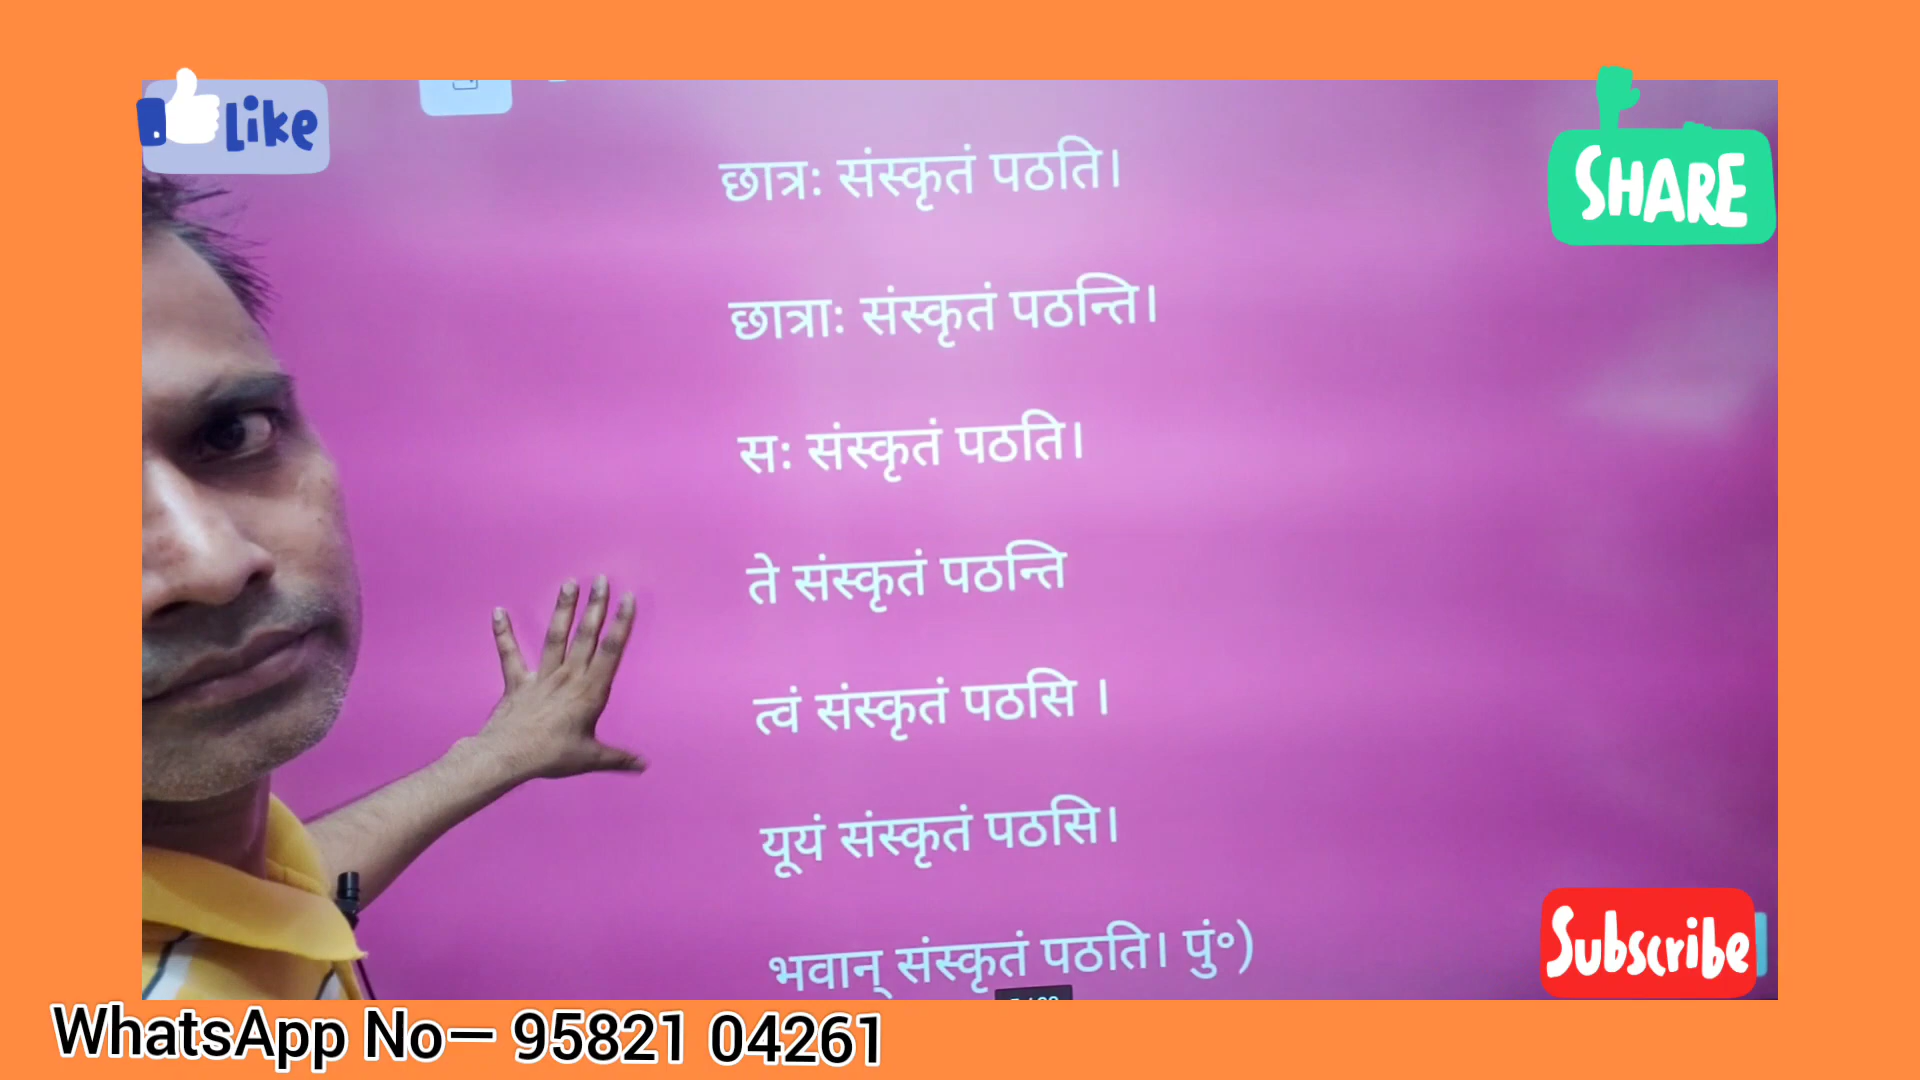 Like
SHARE
छात्रः संस्कृतं पठति।
छात्राः संस्कृतं पठन्ति।
सः संस्कृतं पठति।
ते संस्कृतं पठन्ति
त्वं संस्कृतं पठसि ।
यूयं संस्कृतं पठसि।
भवान् संस्कृतं पठति। पुं॰)
Subscribe
WhatsApp No— 95821 04261